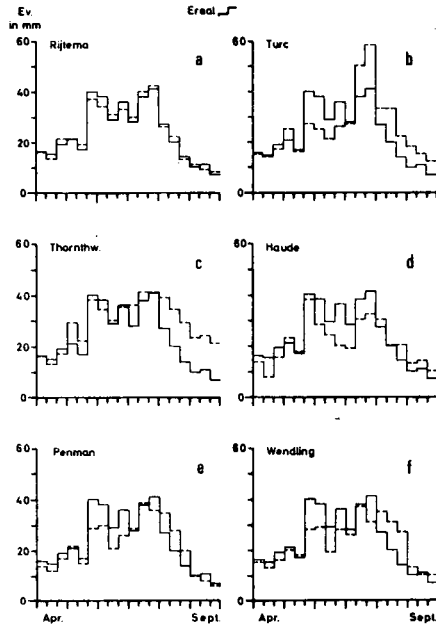 Ev.
in mm
Ereal
60
Rijtema
a
40
20
0
60
Turc
b
40
20
0
60
Thornthw.
c
40
20
0
60
Haude
d
40
20
0
60
Penman
e
40
20
0
Apr.
Sept.
60
Wendling
f
40
20
0
Apr.
Sept.